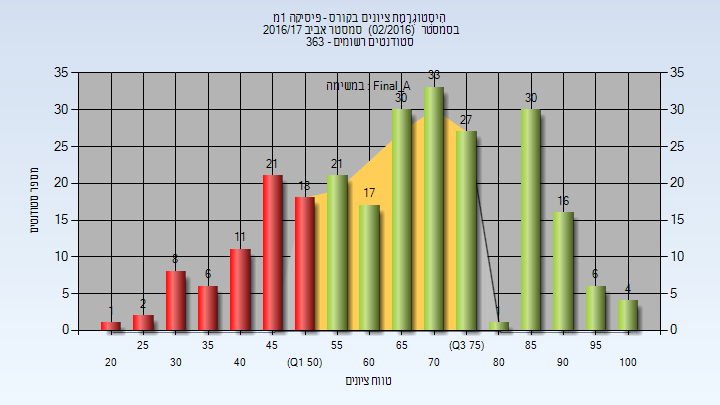 היסטוגרמת ציונים בקורס - פיסיקה 1מ
בסמסטר (02/2016) סמסטר אביב 2016/17
סטודנטים רשומים - 363
במשימה : Final_A
מספר סטודנטים
35 35
30 30
25 25
20 20
15 15
10 10
5 5
0 0
1 2 8 6 11 21 18 21 17 30 33 27 1 30 16 6 4
25 35 45 55 65 (Q3 75) 85 95
20 30 40 (Q1 50) 60 70 80 90 100
טווח ציונים